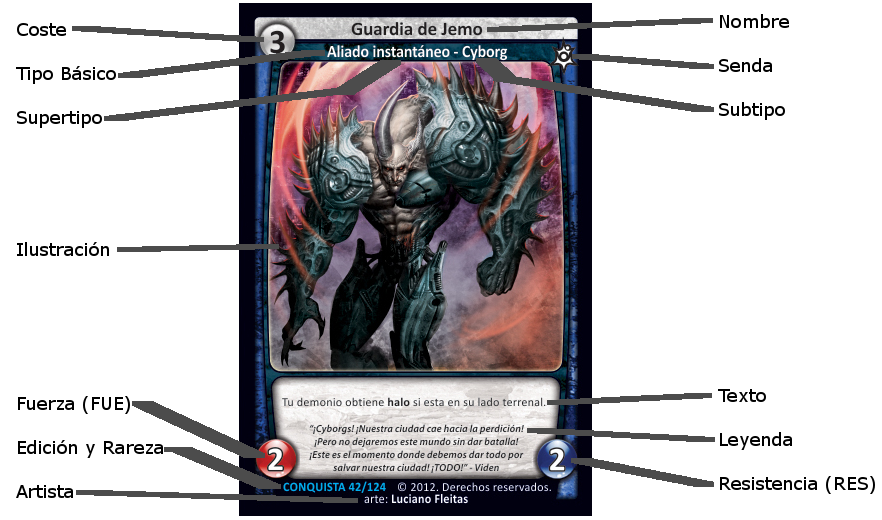 Coste
Tipo Básico
Supertipo
Ilustración
Fuerza (FUE)
Edición y Rareza
Artista
Guardia de Jemo
3
Aliado instantáneo - Cyborg
Tu demonio obtiene halo si esta en su lado terrenal.
"¡Cyborgs! ¡Nuestra ciudad cae hacia la perdición!
¡Pero no dejaremos este mundo sin dar batalla!
¡Este es el momento donde debemos dar todo por
salvar nuestra ciudad! ¡TODO!" - Viden
2
2
CONQUISTA 42/124 © 2012. Derechos reservados.
arte: Luciano Fleitas
Nombre
Senda
Subtipo
Texto
Leyenda
Resistencia (RES)